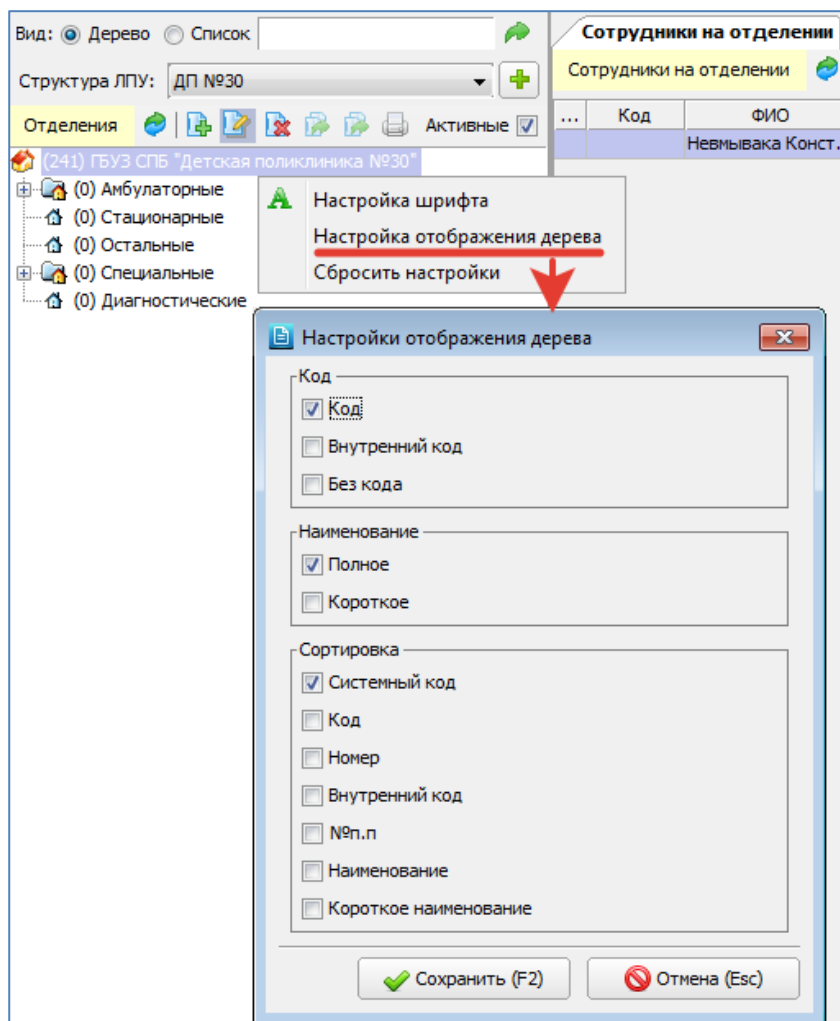 Вид: Дерево Список
Структура ЛПУ: ДП №30
Отделения Активные
(241) ГБУЗ СПБ "Детская поликлиника №30"
(0) Амбулаторные
(0) Стационарные
(0) Остальные
(0) Специальные
(0) Диагностические
Сотрудники на отделении
Сотрудники на отделении
... Код ФИО
Невмывака Конст.
Настройка шрифта
Настройка отображения дерева
Сбросить настройки
Настройки отображения дерева
Код
Код
Внутренний код
Без кода
Наименование
Полное
Короткое
Сортировка
Системный код
Код
Номер
Внутренний код
№п.п
Наименование
Короткое наименование
Сохранить (F2) Отмена (Esc)